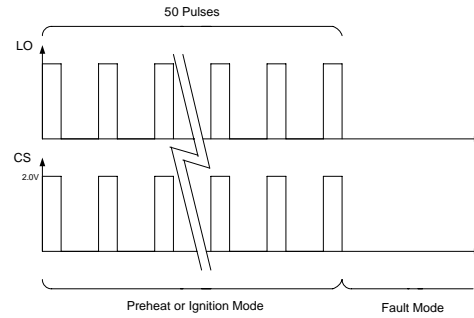 50 Pulses
LO
CS
2.0V
Preheat or Ignition Mode
Fault Mode